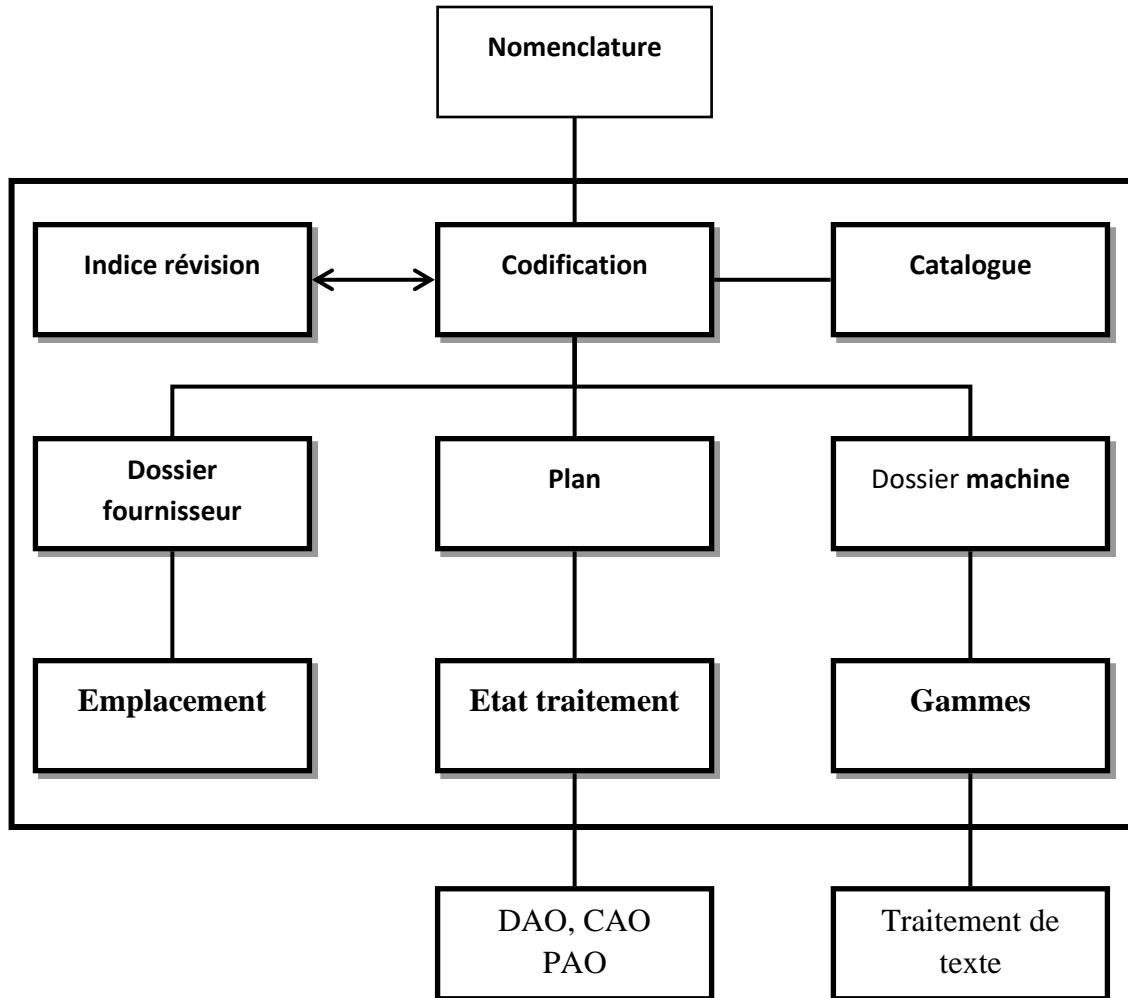 Nomenclature
Indice révision
Codification
Catalogue
Dossier
fournisseur
Plan
Dossier machine
Emplacement
Etat traitement
Gammes
DAO, CAO
PAO
Traitement de
texte